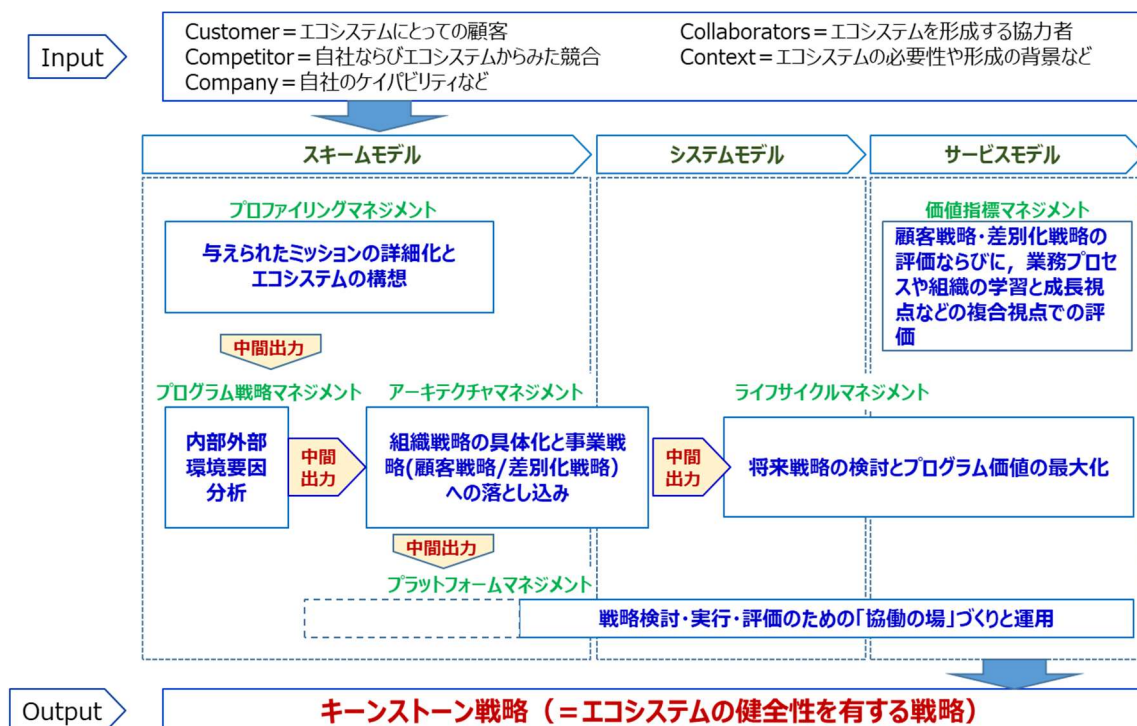 Input
Customer＝エコシステムにとっての顧客
Competitor＝自社ならびエコシステムからみた競合
Company＝自社のケイパビリティなど
Collaborators＝エコシステムを形成する協力者
Context＝エコシステムの必要性や形成の背景など
スキームモデル
システムモデル
サービスモデル
プロファイリングマネジメント
与えられたミッションの詳細化と
エコシステムの構想
価値指標マネジメント
顧客戦略・差別化戦略の
評価ならびに，業務プロセ
スや組織の学習と成長視
点などの複合視点での評
価
中間出力
プログラム戦略マネジメント
内部外部
環境要因
分析
中間
出力
アーキテクチャマネジメント
組織戦略の具体化と事業戦
略(顧客戦略/差別化戦略)
への落とし込み
中間
出力
ライフサイクルマネジメント
将来戦略の検討とプログラム価値の最大化
中間出力
プラットフォームマネジメント
戦略検討・実行・評価のための「協働の場」づくりと運用
Output
キーンストーン戦略（＝エコシステムの健全性を有する戦略）